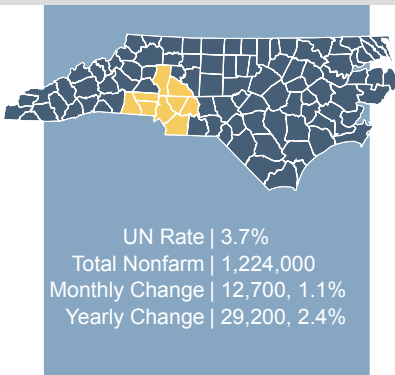 UN Rate | 3.7%
Total Nonfarm | 1,224,000
Monthly Change | 12,700, 1.1%
Yearly Change | 29,200, 2.4%